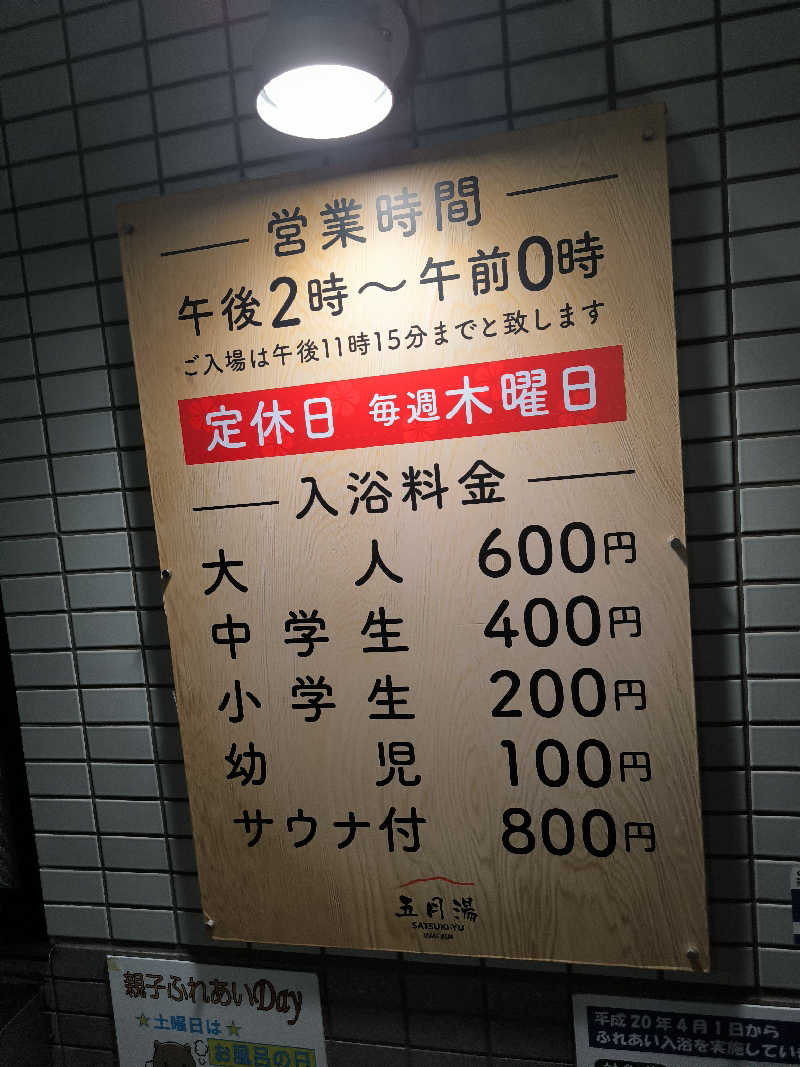 営業時間
午後2時～午前0時
ご入場は午後11時15分までと致します
定休日 毎週木曜日
入浴料金
大人 600円
中学生 400円
小学生 200円
幼児 100円
サウナ付 800円
五月湯
SATSUKI-YU
親子ふれあいDay
★土曜日は★
お風呂の日
平成20年4月1日から
ふれあい入浴を実施してい